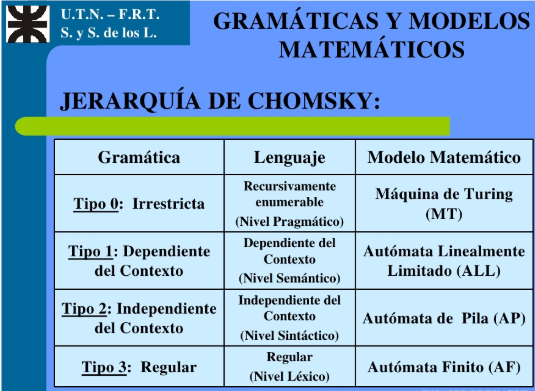 U.T.N. – F.R.T.
S. y S. de los L.
GRAMÁTICAS Y MODELOS
MATEMÁTICOS
JERARQUÍA DE CHOMSKY:
Gramática
Lenguaje
Modelo Matemático
Tipo 0: Irrestricta
Recursivamente
enumerable
(Nivel Pragmático)
Máquina de Turing
(MT)
Tipo 1: Dependiente
del Contexto
Dependiente del
Contexto
(Nivel Semántico)
Autómata Linealmente
Limitado (ALL)
Tipo 2: Independiente
del Contexto
Independiente del
Contexto
(Nivel Sintáctico)
Autómata de Pila (AP)
Tipo 3: Regular
Regular
(Nivel Léxico)
Autómata Finito (AF)